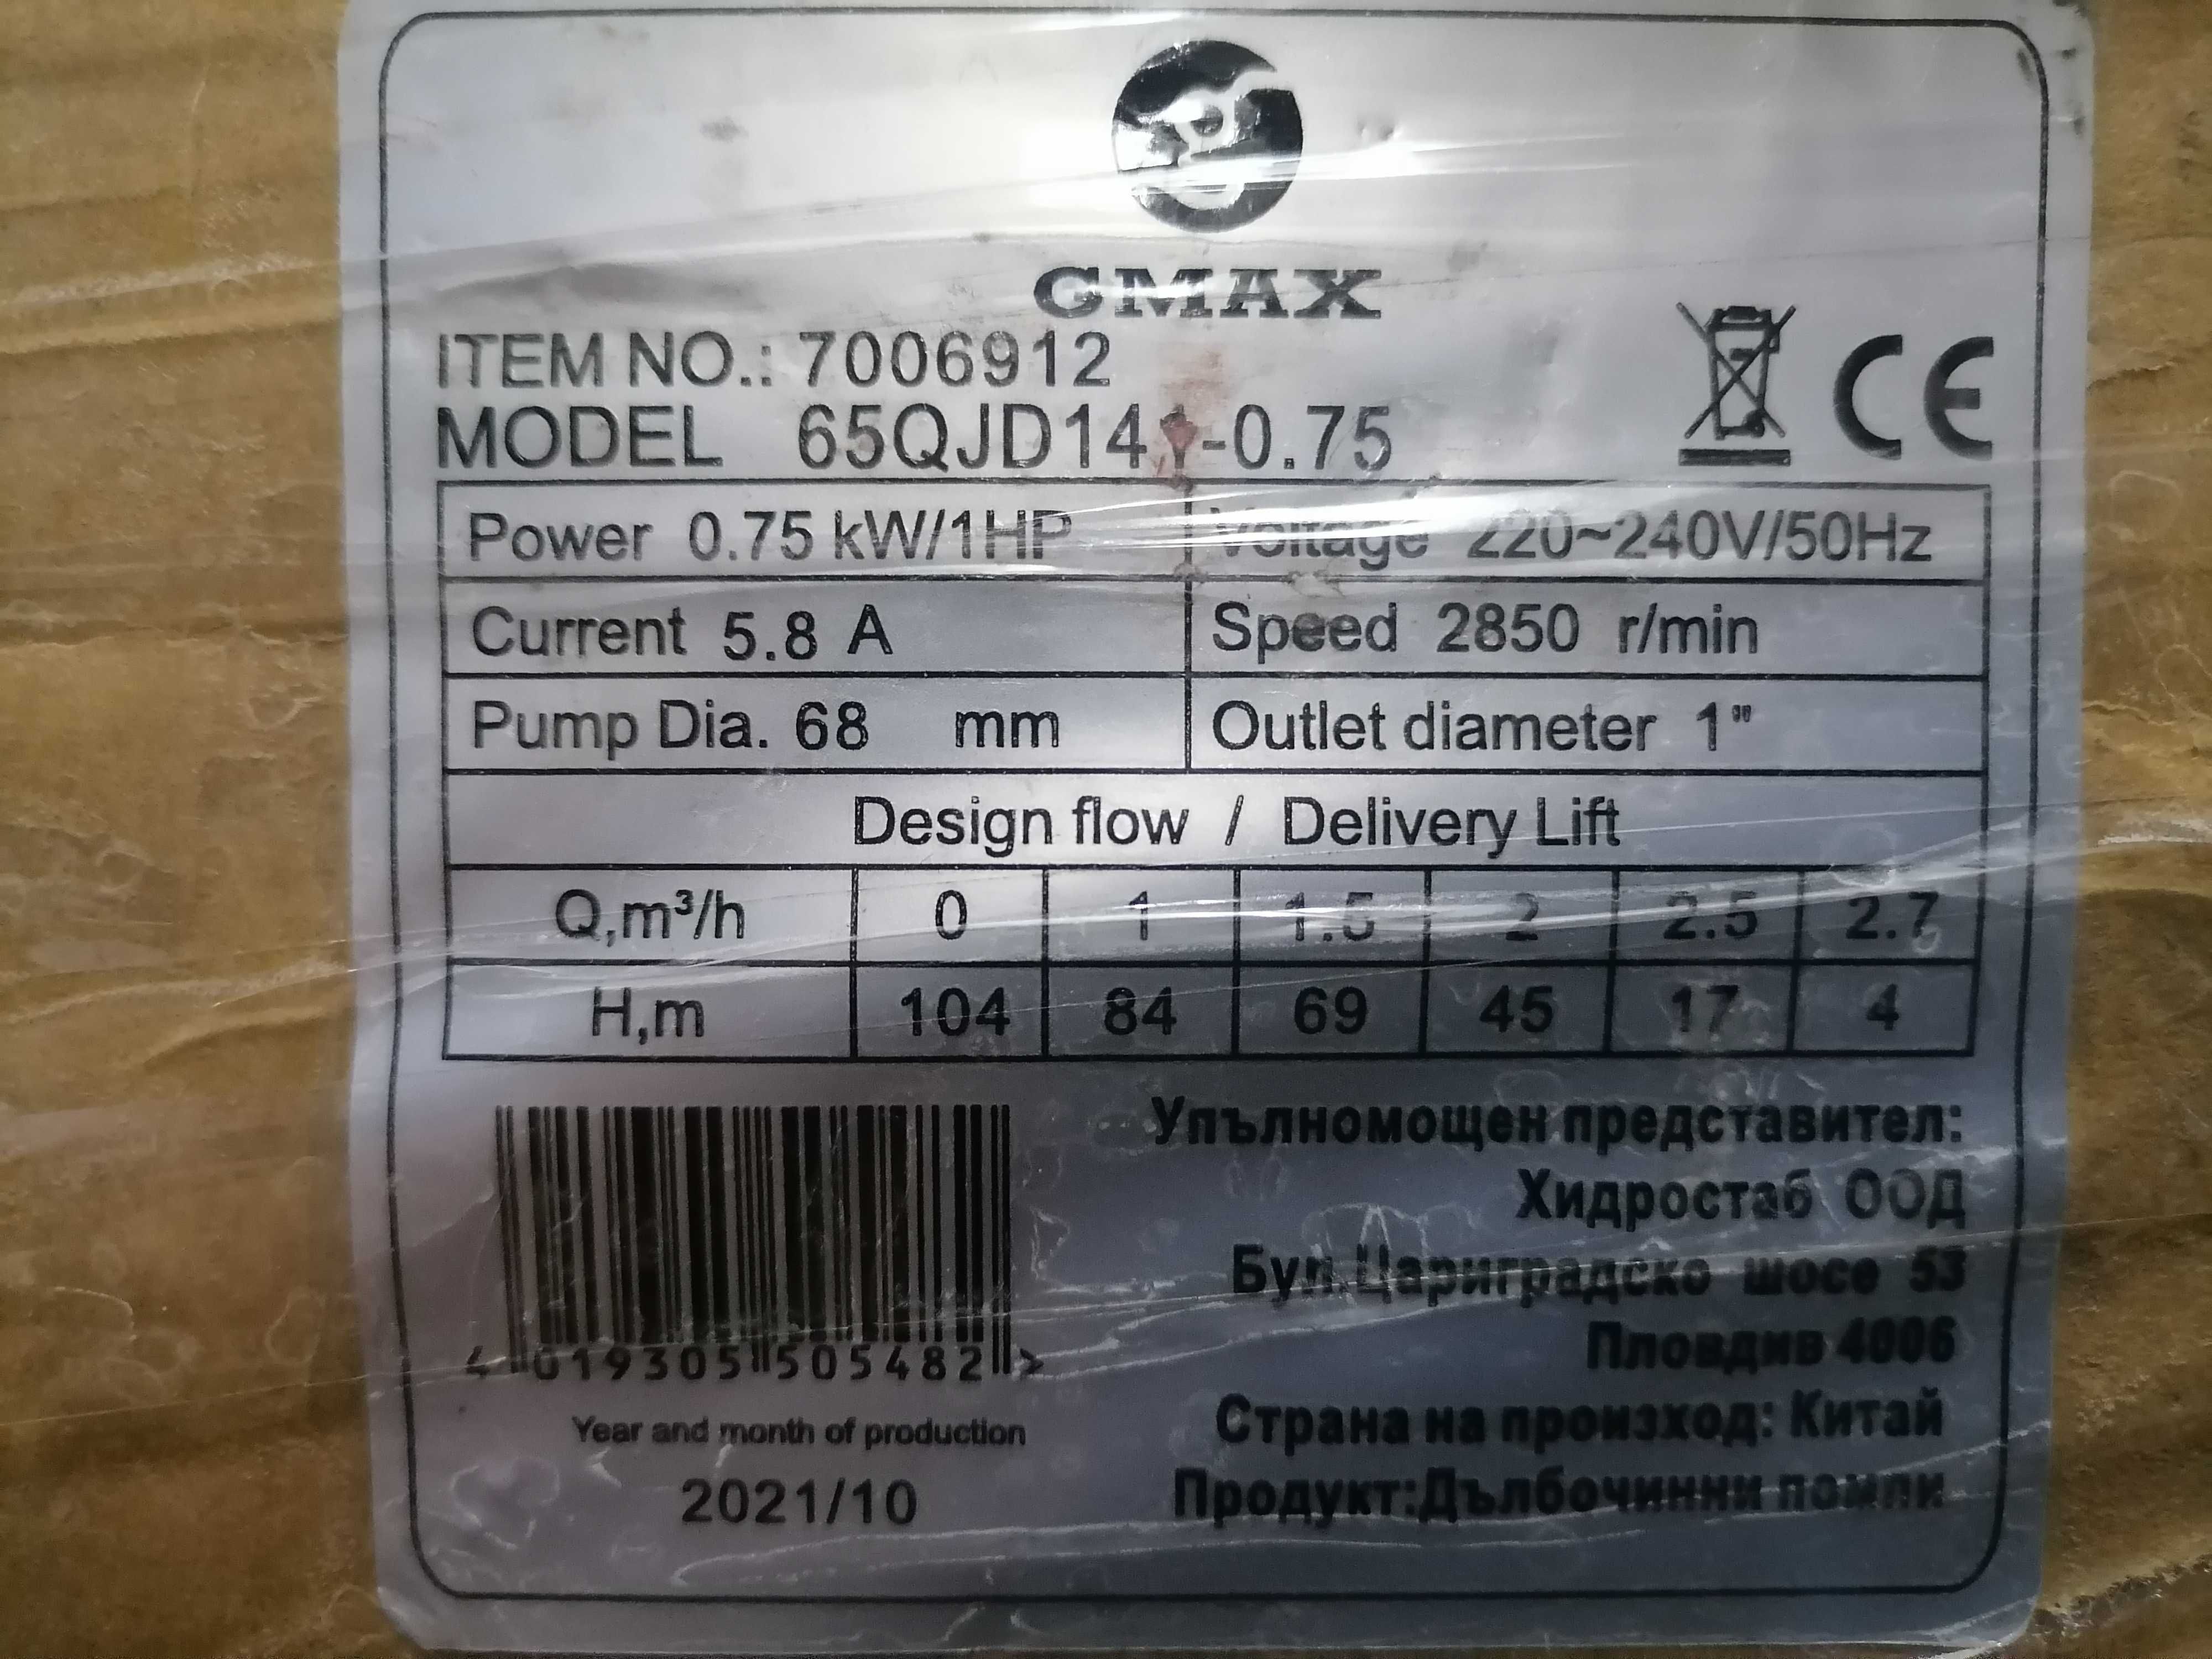 GMAX
ITEM NO.: 7006912
MODEL 65QJD14Y-0.75
CE
Power 0.75 kW/1HP Voltage 220~240V/50Hz
Current 5.8 A Speed 2850 r/min
Pump Dia. 68 mm Outlet diameter 1"
Design flow / Delivery Lift
Q,m³/h 0 1 1.5 2 2.5 2.7
H,m 104 84 69 45 17 4
4 019305 505482 >
Year and month of production
2021/10
Упълномощен представител:
Хидростаб ООД
Бул.Цариградско шосе 53
Пловдив 4006
Страна на произход: Китай
Продукт:Дълбочинни помпи